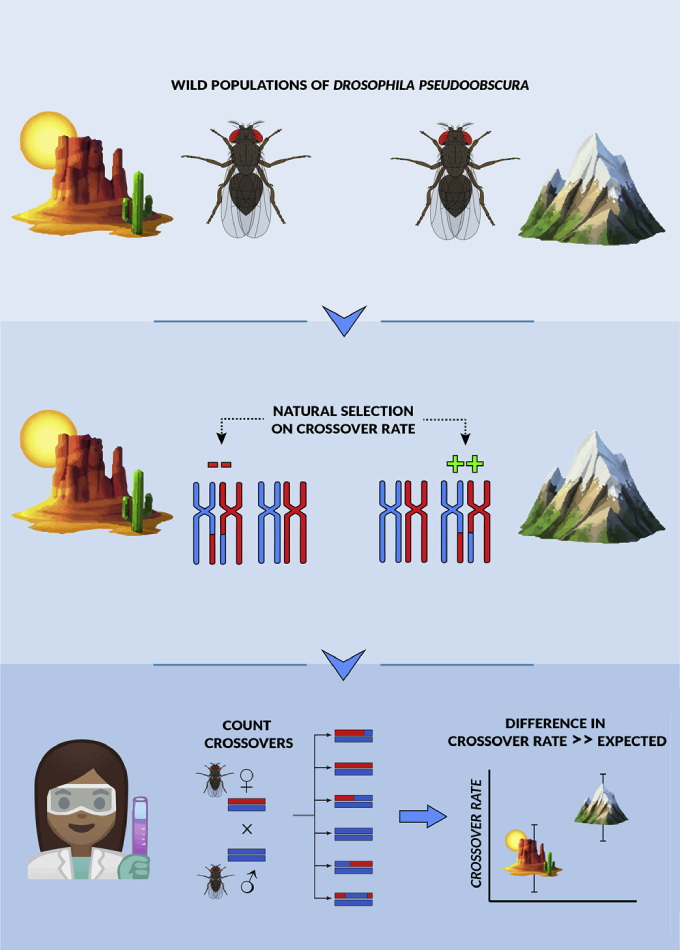 WILD POPULATIONS OF DROSOPHILA PSEUDOOBSCURA
NATURAL SELECTION
ON CROSSOVER RATE
COUNT
CROSSOVERS
♀
×
♂
DIFFERENCE IN
CROSSOVER RATE >> EXPECTED
CROSSOVER RATE